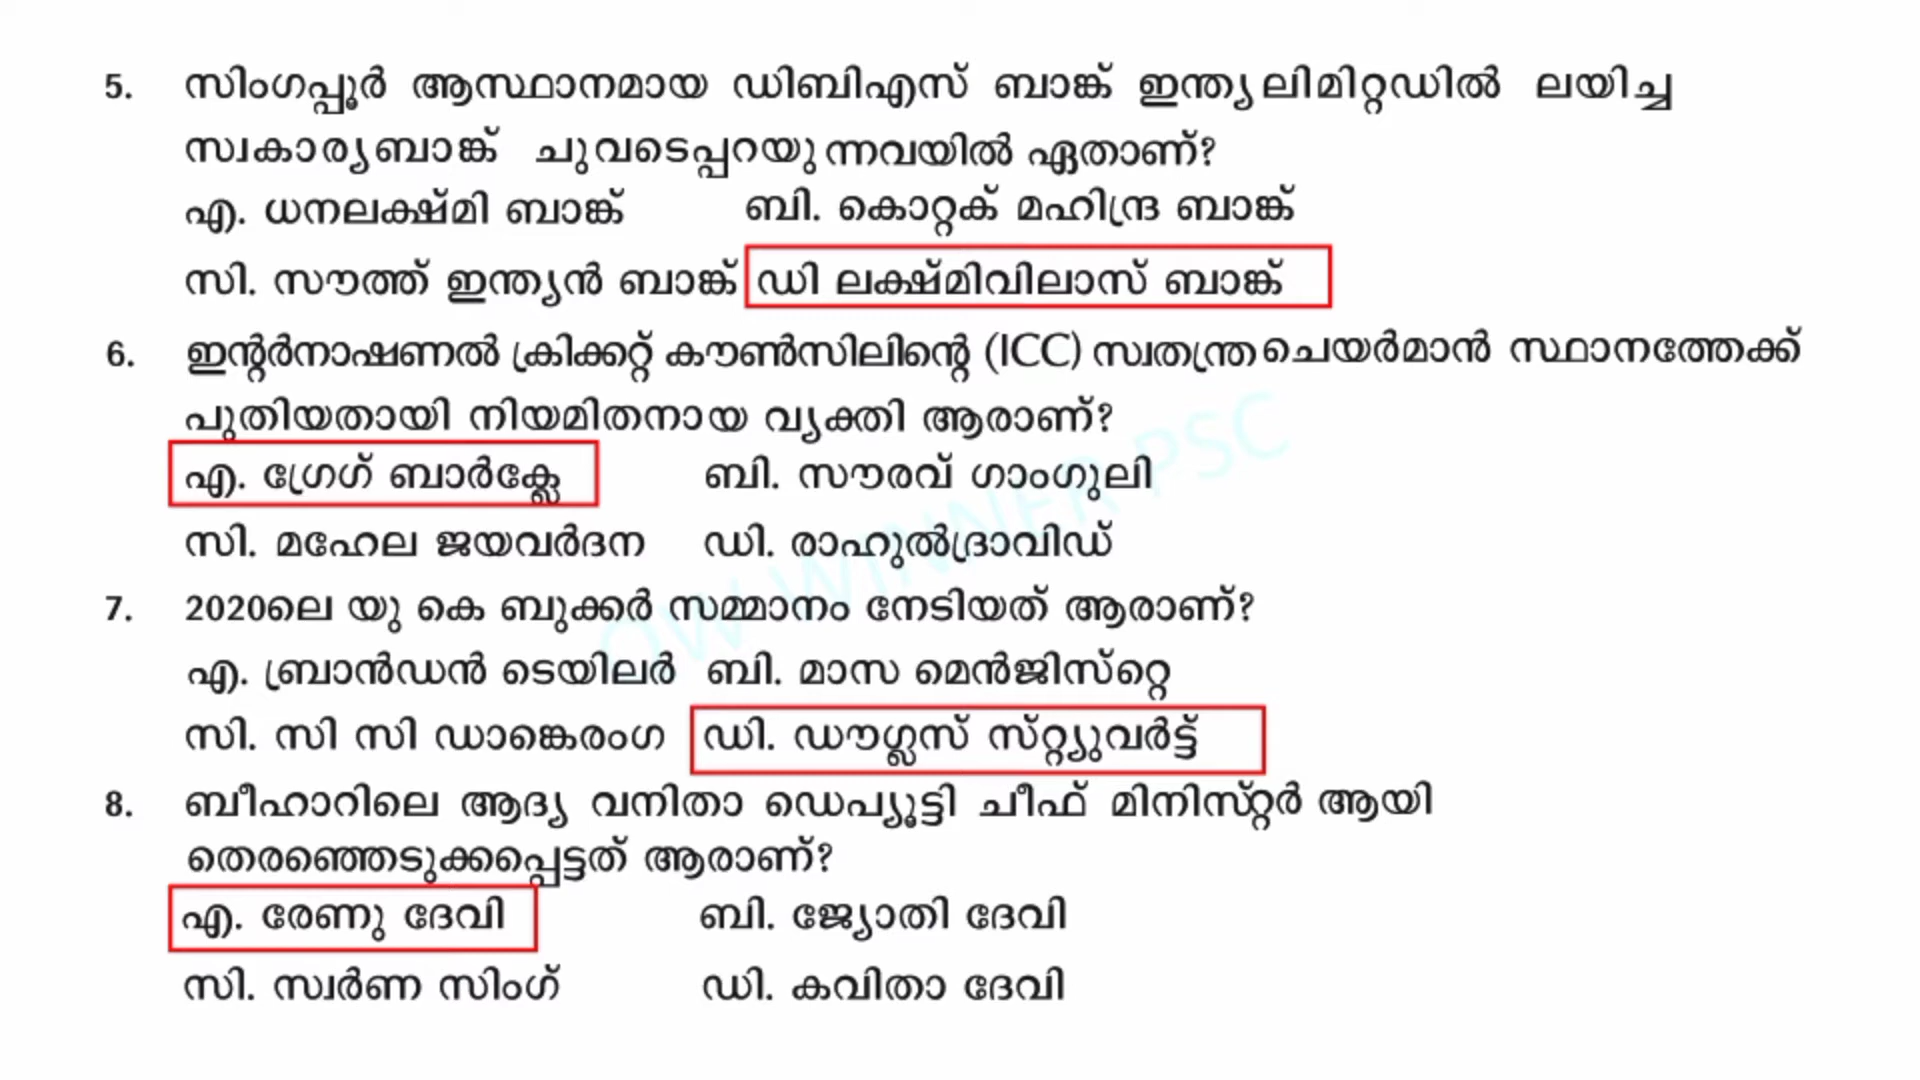 5. സിംഗപ്പൂർ ആസ്ഥാനമായ ഡിബിഎസ് ബാങ്ക് ഇന്ത്യ ലിമിറ്റഡിൽ ലയിച്ച
സ്വകാര്യബാങ്ക് ചുവടെപ്പറയുന്നവയിൽ ഏതാണ്?
എ. ധനലക്ഷ്മി ബാങ്ക് ബി. കൊറ്റക് മഹിന്ദ്ര ബാങ്ക്
സി. സൗത്ത് ഇന്ത്യൻ ബാങ്ക് ഡി ലക്ഷ്മിവിലാസ് ബാങ്ക്
6. ഇന്റർനാഷണൽ ക്രിക്കറ്റ് കൗൺസിലിന്റെ (ICC) സ്വതന്ത്ര ചെയർമാൻ സ്ഥാനത്തേക്ക്
പുതിയതായി നിയമിതനായ വ്യക്തി ആരാണ്?
എ. ഗ്രേഗ് ബാർക്ലേ ബി. സൗരവ് ഗാംഗുലി
സി. മഹേല ജയവർദന ഡി. രാഹുൽദ്രാവിഡ്
7. 2020ലെ യു കെ ബുക്കർ സമ്മാനം നേടിയത് ആരാണ്?
എ. ബ്രാൻഡൻ ടെയിലർ ബി. മാസ മെൻജിസ്റ്റെ
സി. സി സി ഡാങ്കെരംഗ ഡി. ഡൗഗ്ലസ് സ്റ്റ്യുവർട്ട്
8. ബീഹാറിലെ ആദ്യ വനിതാ ഡെപ്യൂട്ടി ചീഫ് മിനിസ്റ്റർ ആയി
തെരഞ്ഞെടുക്കപ്പെട്ടത് ആരാണ്?
എ. രേണു ദേവി ബി. ജ്യോതി ദേവി
സി. സ്വർണ സിംഗ് ഡി. കവിതാ ദേവി
WINNER PSC